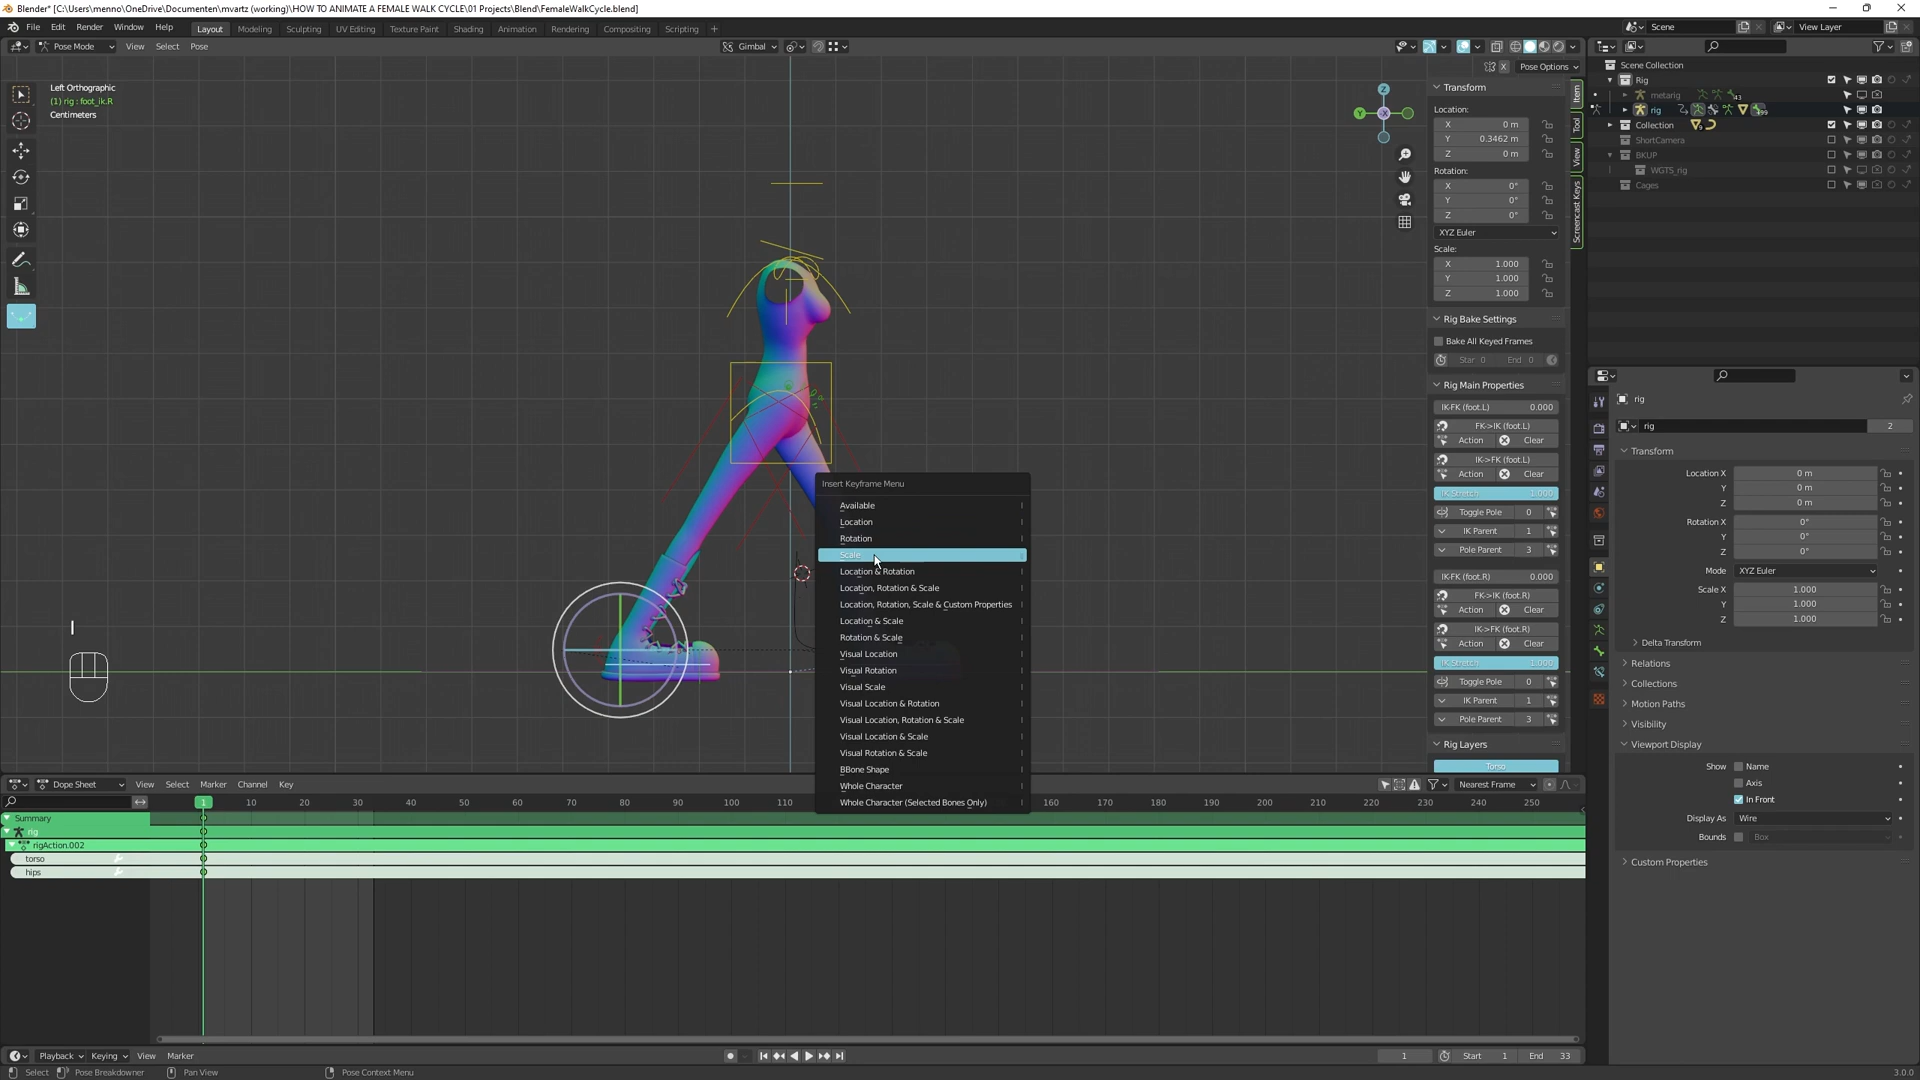 Blender* [C:\Users\menno\OneDrive\Documenten\mvartz (working)\HOW TO ANIMATE A FEMALE WALK CYCLE\01 Projects\Blend\FemaleWalkCycle.blend]
File Edit Render Window Help Layout Modeling Sculpting UV Editing Texture Paint Shading Animation Rendering Compositing Scripting + Scene View Layer
Pose Mode View Select Pose Gimbal
X Pose Options
Left Orthographic
(1) rig : foot_ik.R
Centimeters
Z
Y X
Item
Tool
View
Screencast Keys
Transform
Location:
X 0 m
Y 0.3462 m
Z 0 m
Rotation:
X 0°
Y 0°
Z 0°
XYZ Euler
Scale:
X 1.000
Y 1.000
Z 1.000
Rig Bake Settings
Bake All Keyed Frames
Star 0 End 0
Rig Main Properties
IK-FK (foot.L) 0.000
FK->IK (foot.L)
Action Clear
IK->FK (foot.L)
Action Clear
IK Stretch 1.000
Toggle Pole 0
IK Parent 1
Pole Parent 3
IK-FK (foot.R) 0.000
FK->IK (foot.R)
Action Clear
IK->FK (foot.R)
Action Clear
IK Stretch 1.000
Toggle Pole 0
IK Parent 1
Pole Parent 3
Rig Layers
Torso
Scene Collection
Rig
metarig 43
rig
Collection 9
ShortCamera
BKUP
WGTS_rig
Cages
rig
rig 2
Transform
Location X 0 m
Y 0 m
Z 0 m
Rotation X 0°
Y 0°
Z 0°
Mode XYZ Euler
Scale X 1.000
Y 1.000
Z 1.000
Delta Transform
Relations
Collections
Motion Paths
Visibility
Viewport Display
Show Name
Axis
In Front
Display As Wire
Bounds Box
Custom Properties
Insert Keyframe Menu
Available I
Location I
Rotation I
Scale I
Location & Rotation I
Location, Rotation & Scale I
Location, Rotation, Scale & Custom Properties I
Location & Scale I
Rotation & Scale I
Visual Location I
Visual Rotation I
Visual Scale I
Visual Location & Rotation I
Visual Location, Rotation & Scale I
Visual Location & Scale I
Visual Rotation & Scale I
BBone Shape I
Whole Character I
Whole Character (Selected Bones Only) I
I
Dope Sheet View Select Marker Channel Key Nearest Frame
1 10 20 30 40 50 60 70 80 90 100 110 160 170 180 190 200 210 220 230 240 250
Summary
rig
rigAction.002
torso
hips
Playback Keying View Marker 1 Start 1 End 33
Select Pose Breakdowner Pan View Pose Context Menu 3.0.0